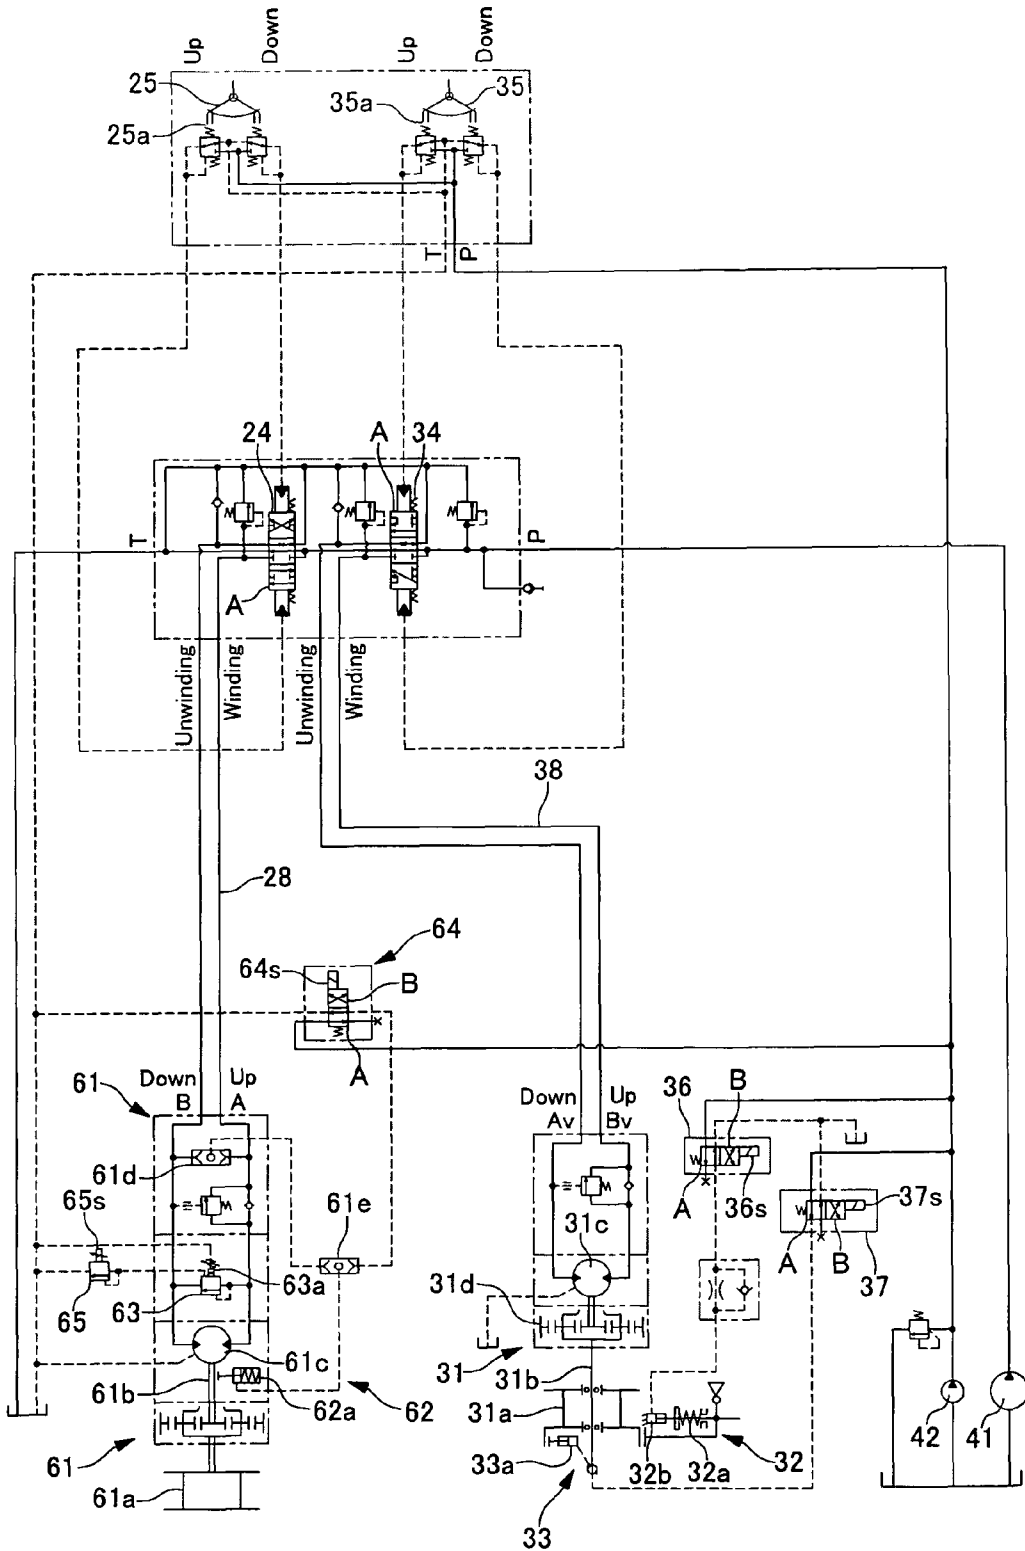 Up
Down
Up
Down
25
35a
35
25a
T
P
24
A
34
T
P
A
Unwinding
Winding
Unwinding
Winding
38
28
64
64s
B
A
61
Down
B
Up
A
Down
Av
Up
Bv
36
B
61d
65s
61e
31c
A
36s
37s
63a
A
B
37
65
63
31d
61c
31
61b
31b
62a
62
31a
42
41
61
33a
32b
32a
32
61a
33